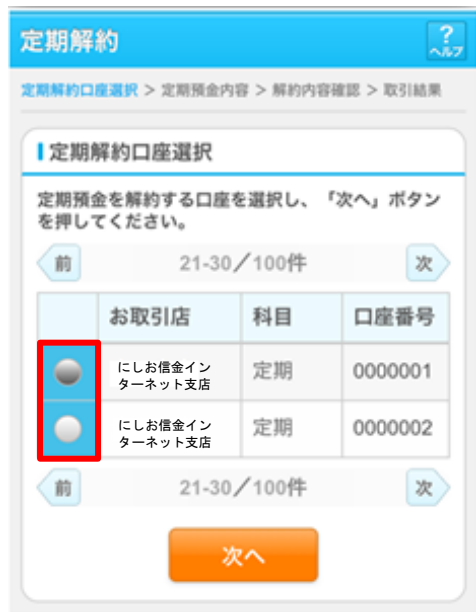 定期解約
?
ヘルプ
定期解約口座選択 > 定期預金内容 > 解約内容確認 > 取引結果
定期解約口座選択
定期預金を解約する口座を選択し、「次へ」ボタン
を押してください。
前 21-30／100件 次
お取引店 科目 口座番号
にしお信金イン
ターネット支店
定期 0000001
にしお信金イン
ターネット支店
定期 0000002
前 21-30／100件 次
次へ